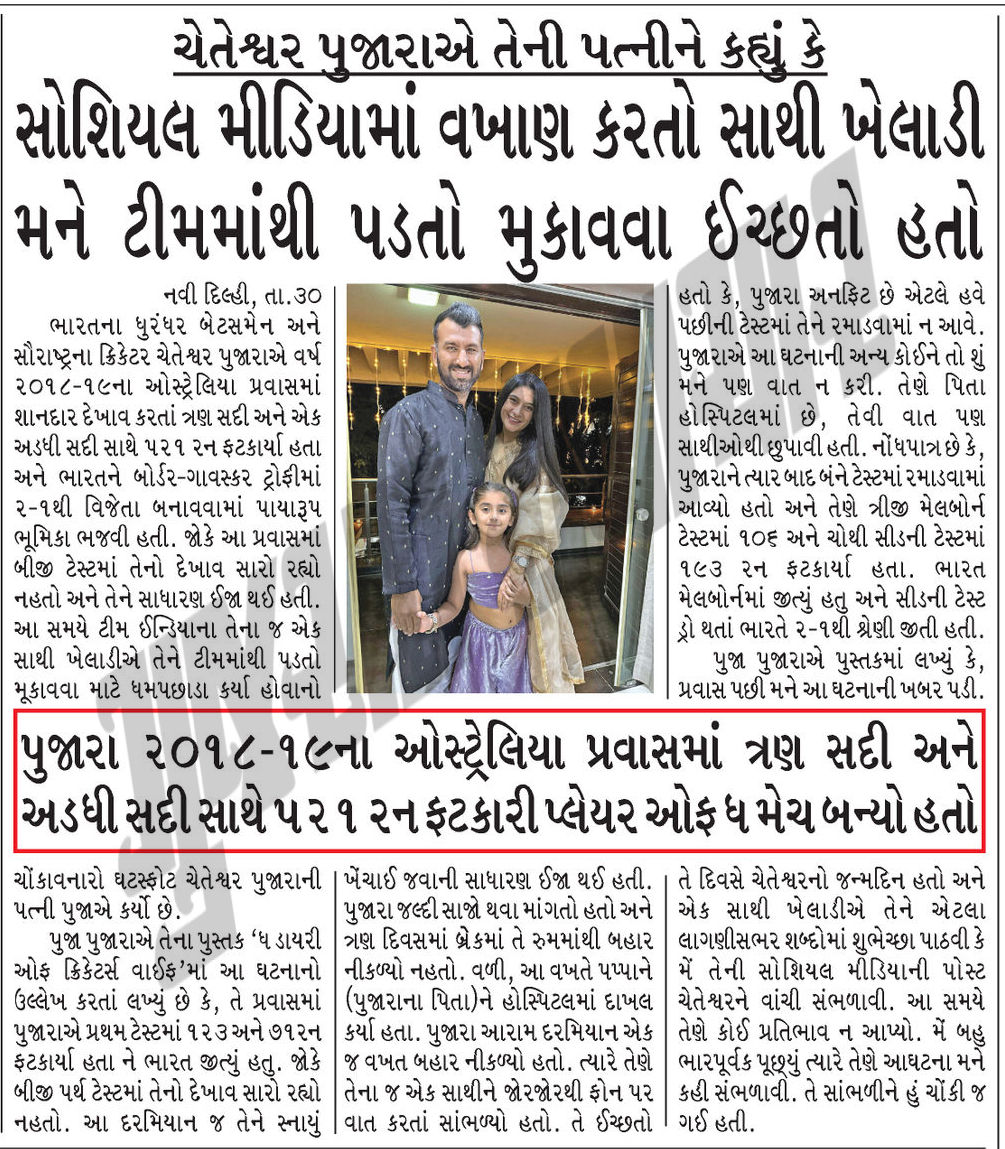 ચેતેશ્વર પુજારાએ તેની પત્નીને કહ્યું કે
સોશિયલ મીડિયામાં વખાણ કરતો સાથી ખેલાડી
મને ટીમમાંથી પડતો મુકાવવા ઈચ્છતો હતો
નવી દિલ્હી, તા.૩૦
ભારતના ધુરંધર બેટસમેન અને
સૌરાષ્ટ્રના ક્રિકેટર ચેતેશ્વર પુજારાએ વર્ષ
૨૦૧૮-૧૯ના ઓસ્ટ્રેલિયા પ્રવાસમાં
શાનદાર દેખાવ કરતાં ત્રણ સદી અને એક
અડધી સદી સાથે ૫૨૧ રન ફટકાર્યા હતા
અને ભારતને બોર્ડર-ગાવસ્કર ટ્રોફીમાં
૨-૧થી વિજેતા બનાવવામાં પાયારૂપ
ભૂમિકા ભજવી હતી. જોકે આ પ્રવાસમાં
બીજી ટેસ્ટમાં તેનો દેખાવ સારો રહ્યો
નહતો અને તેને સાધારણ ઈજા થઈ હતી.
આ સમયે ટીમ ઈન્ડિયાના તેના જ એક
સાથી ખેલાડીએ તેને ટીમમાંથી પડતો
મૂકાવવા માટે ધમપછાડા કર્યા હોવાનો
પુજારા ૨૦૧૮-૧૯ના ઓસ્ટ્રેલિયા પ્રવાસમાં ત્રણ સદી અને
અડધી સદી સાથે ૫૨૧ રન ફટકારી પ્લેયર ઓફ ધ મેચ બન્યો હતો
ચોંકાવનારો ઘટસ્ફોટ ચેતેશ્વર પુજારાની
પત્ની પુજાએ કર્યો છે.
પુજા પુજારાએ તેના પુસ્તક ‘ધ ડાયરી
ઓફ ક્રિકેટર્સ વાઈફ’માં આ ઘટનાનો
ઉલ્લેખ કરતાં લખ્યું છે કે, તે પ્રવાસમાં
પુજારાએ પ્રથમ ટેસ્ટમાં ૧૨૩ અને ૭૧રન
ફટકાર્યા હતા ને ભારત જીત્યું હતુ. જોકે
બીજી પર્થ ટેસ્ટમાં તેનો દેખાવ સારો રહ્યો
નહતો. આ દરમિયાન જ તેને સ્નાયું
ખેંચાઈ જવાની સાધારણ ઈજા થઈ હતી.
પુજારા જલ્દી સાજો થવા માંગતો હતો અને
ત્રણ દિવસમાં બ્રેકમાં તે રુમમાંથી બહાર
નીકળ્યો નહતો. વળી, આ વખતે પપ્પાને
(પુજારાના પિતા)ને હોસ્પિટલમાં દાખલ
કર્યા હતા. પુજારા આરામ દરમિયાન એક
જ વખત બહાર નીકળ્યો હતો. ત્યારે તેણે
તેના જ એક સાથીને જોરજોરથી ફોન પર
વાત કરતાં સાંભળ્યો હતો. તે ઈચ્છતો
હતો કે, પુજારા અનફિટ છે એટલે હવે
પછીની ટેસ્ટમાં તેને રમાડવામાં ન આવે.
પુજારાએ આ ઘટનાની અન્ય કોઈને તો શું
મને પણ વાત ન કરી. તેણે પિતા
હોસ્પિટલમાં છે, તેવી વાત પણ
સાથીઓથી છુપાવી હતી. નોંધપાત્ર છે કે,
પુજારાને ત્યાર બાદ બંને ટેસ્ટમાં રમાડવામાં
આવ્યો હતો અને તેણે ત્રીજી મેલબોર્ન
ટેસ્ટમાં ૧૦૬ અને ચોથી સીડની ટેસ્ટમાં
૧૯૩ રન ફટકાર્યા હતા. ભારત
મેલબોર્નમાં જીત્યું હતુ અને સીડની ટેસ્ટ
ડ્રો થતાં ભારતે ૨-૧થી શ્રેણી જીતી હતી.
પુજા પુજારાએ પુસ્તકમાં લખ્યું કે,
પ્રવાસ પછી મને આ ઘટનાની ખબર પડી.
તે દિવસે ચેતેશ્વરનો જન્મદિન હતો અને
એક સાથી ખેલાડીએ તેને એટલા
લાગણીસભર શબ્દોમાં શુભેચ્છા પાઠવી કે
મેં તેની સોશિયલ મીડિયાની પોસ્ટ
ચેતેશ્વરને વાંચી સંભળાવી. આ સમયે
તેણે કોઈ પ્રતિભાવ ન આપ્યો. મેં બહુ
ભારપૂર્વક પૂછ્યું ત્યારે તેણે આઘટના મને
કહી સંભળાવી. તે સાંભળીને હું ચોંકી જ
ગઈ હતી.